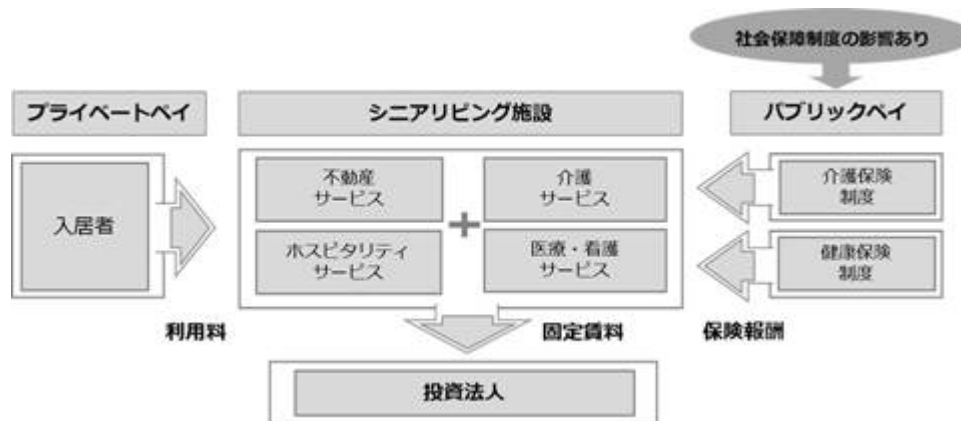 社会保障制度の影響あり
プライベートペイ
シニアリビング施設
パブリックペイ
入居者
不動産
サービス
介護
サービス
ホスピタリティ
サービス
医療・看護
サービス
介護保険
制度
健康保険
制度
利用料
固定賃料
保険報酬
投資法人